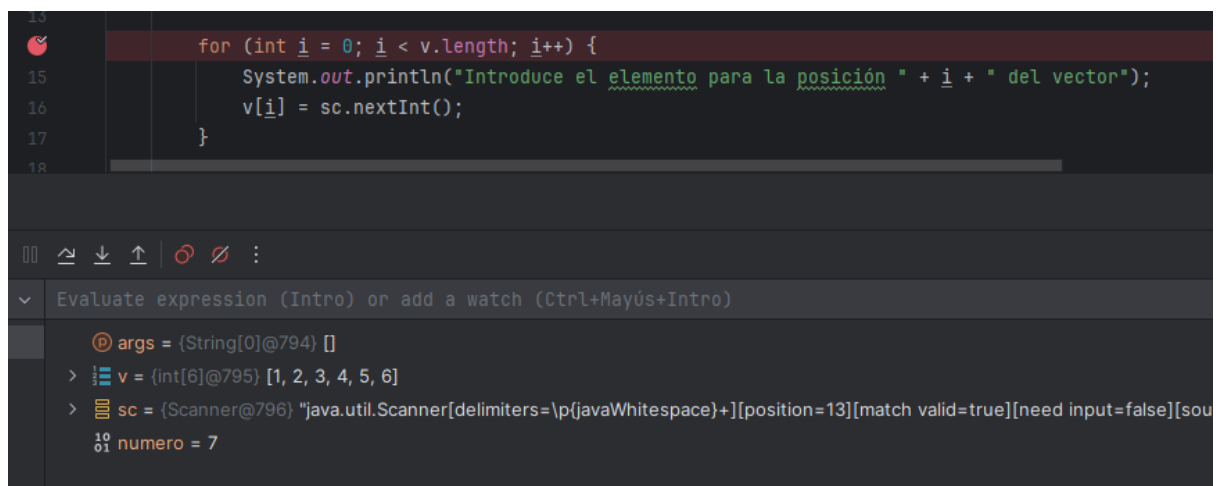 13
for (int i = 0; i < v.length; i++) {
15 System.out.println("Introduce el elemento para la posición " + i + " del vector");
16 v[i] = sc.nextInt();
17 }
18
Evaluate expression (Intro) or add a watch (Ctrl+Mayús+Intro)
args = {String[0]@794} []
v = {int[6]@795} [1, 2, 3, 4, 5, 6]
sc = {Scanner@796} "java.util.Scanner[delimiters=\p{javaWhitespace}+][position=13][match valid=true][need input=false][sou
numero = 7